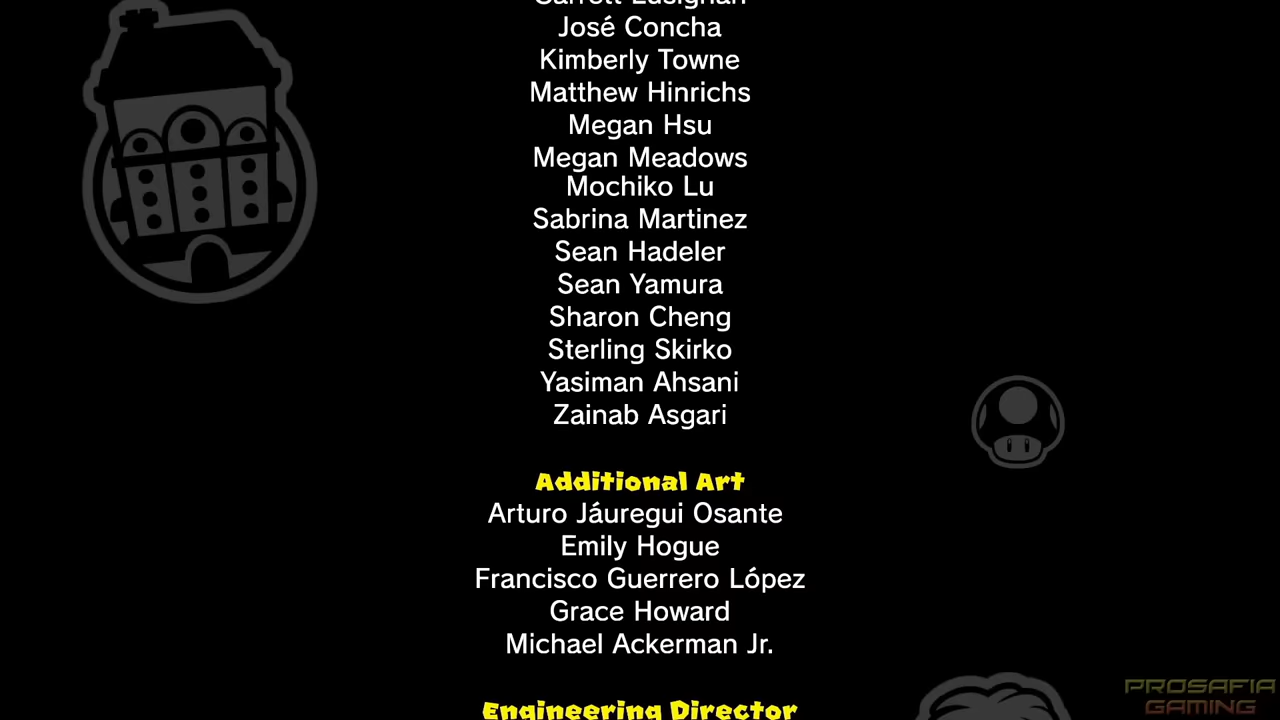 José Concha
Kimberly Towne
Matthew Hinrichs
Megan Hsu
Megan Meadows
Mochiko Lu
Sabrina Martinez
Sean Hadeler
Sean Yamura
Sharon Cheng
Sterling Skirko
Yasiman Ahsani
Zainab Asgari
Additional Art
Arturo Jáuregui Osante
Emily Hogue
Francisco Guerrero López
Grace Howard
Michael Ackerman Jr.
Engineering Director
PROSAFIA
GAMING